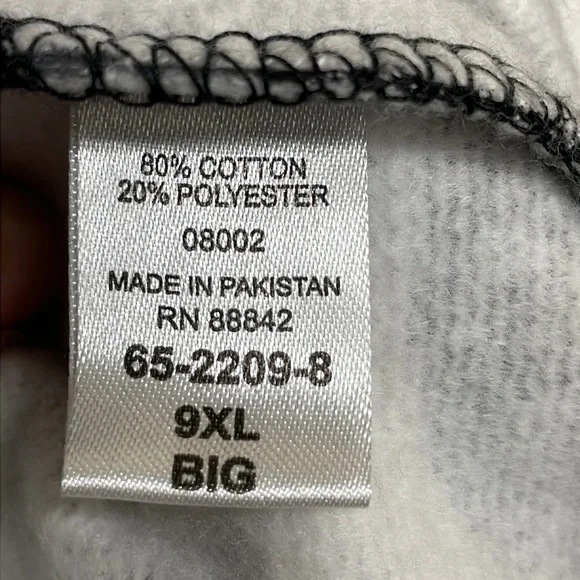 80% COTTON
20% POLYESTER
08002
MADE IN PAKISTAN
RN 88842
65-2209-8
9XL
BIG